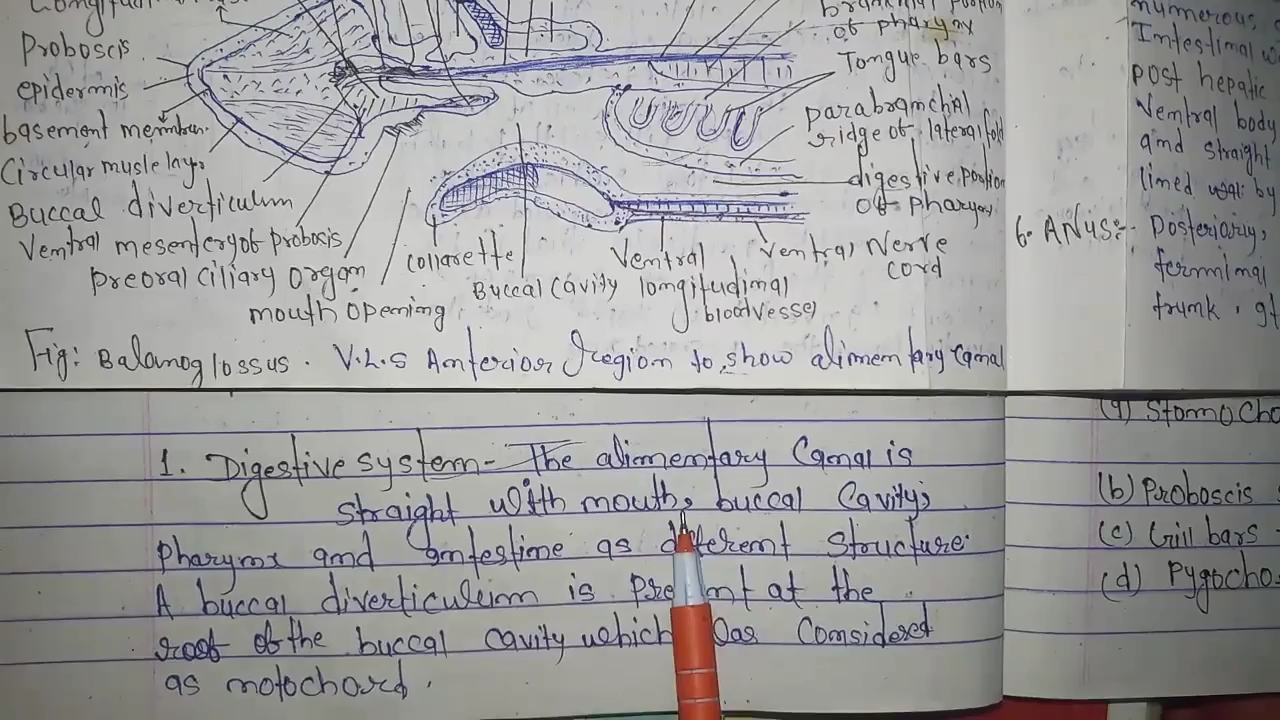 Proboscis
epidermis
basement membran.
Circular muscle layer
Buccal diverticulum
Ventral mesentery of probosis
preoral ciliary organ
mouth opening
collarette
Buccal cavity
Ventral
longitudinal
bloodvessel
Ventral Nerve
cord
of pharynx
Tongue bars
parabranchial
ridge of lateral fold
digestive portion
of pharynx
Fig: Balanoglossus. V.L.S Anterior region to show alimentary canal
1. Digestive system - The alimentary canal is
straight with mouth, buccal cavity,
pharynx and intestine as different structure.
A buccal diverticulum is present at the
roof of the buccal cavity which was considered
as notochord.
numerous,
Intestinal
post hepatic
Ventral body
and straight
lined by
6. ANUS:- Posteriorly,
terminal
trunk.
(b) Proboscis
(c) Gill bars
(d) Pygocho